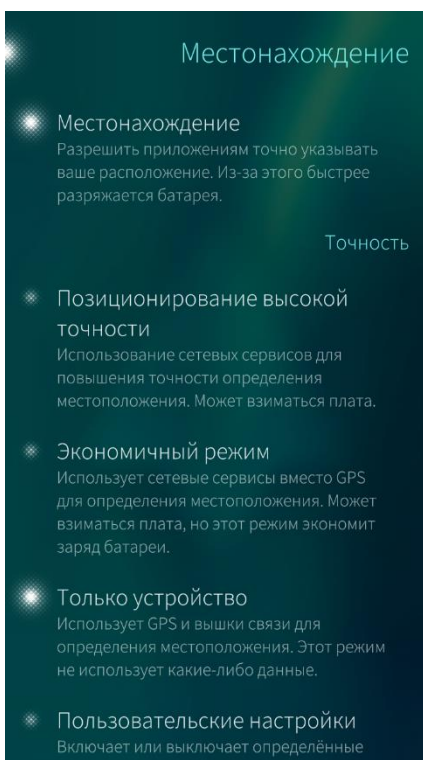 Местонахождение
Местонахождение
Разрешить приложениям точно указывать
ваше расположение. Из-за этого быстрее
разряжается батарея.
Точность
Позиционирование высокой
точности
Использование сетевых сервисов для
повышения точности определения
местоположения. Может взиматься плата.
Экономичный режим
Использует сетевые сервисы вместо GPS
для определения местоположения. Может
взиматься плата, но этот режим экономит
заряд батареи.
Только устройство
Использует GPS и вышки связи для
определения местоположения. Этот режим
не использует какие-либо данные.
Пользовательские настройки
Включает или выключает определённые